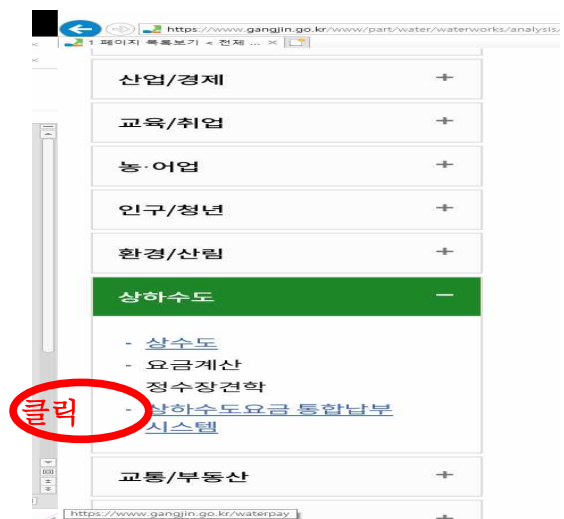 https://www.gangjin.go.kr/www/part/water/waterworks/analysis/
1 페이지 목록보기 < 전체 ... ×
산업/경제 +
교육/취업 +
농·어업 +
인구/청년 +
환경/산림 +
상하수도 −
- 상수도
- 요금계산
정수장견학
- 상하수도요금 통합납부
시스템
클릭
교통/부동산 +
https://www.gangjin.go.kr/waterpay